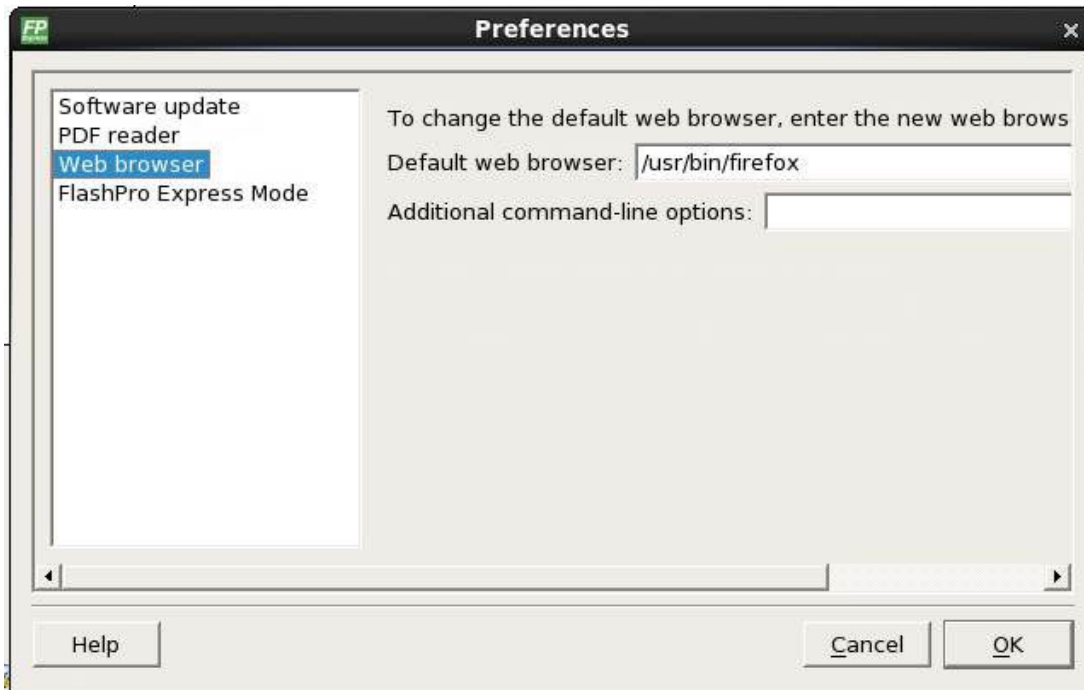 FP
Preferences
Software update
PDF reader
Web browser
FlashPro Express Mode
To change the default web browser, enter the new web brows
Default web browser: /usr/bin/firefox
Additional command-line options:
Help
Cancel
OK